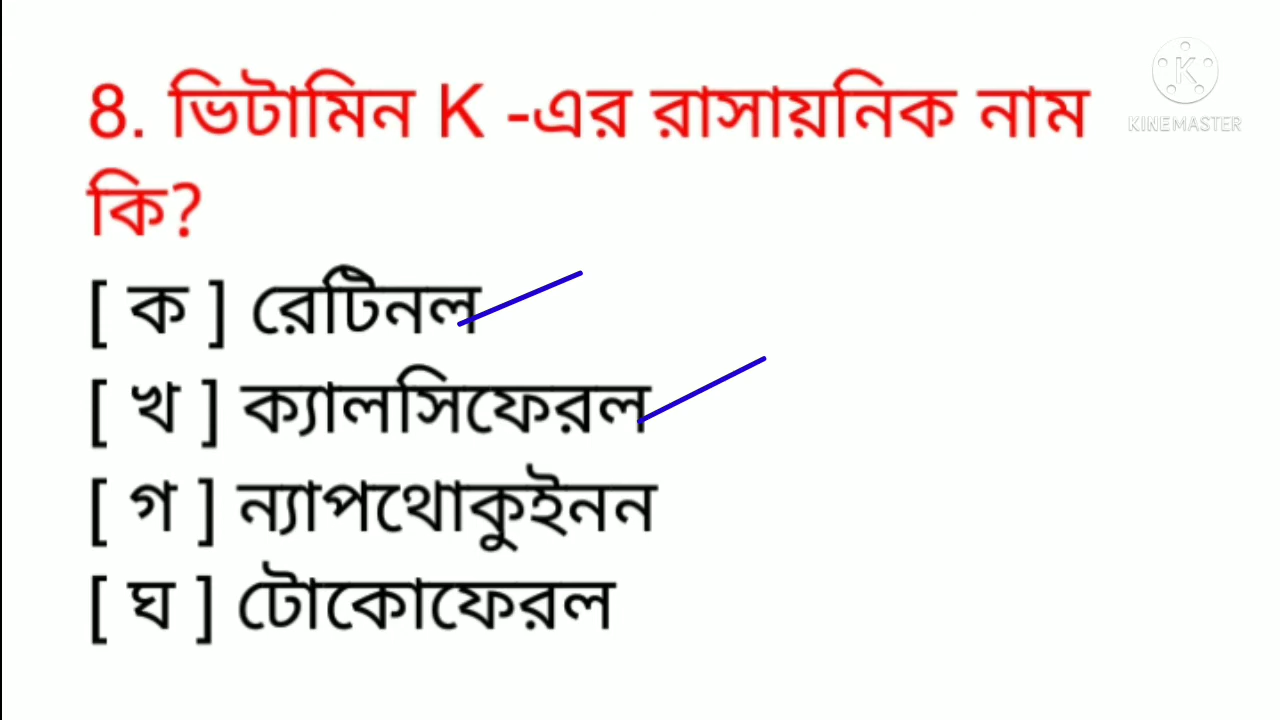 8. ভিটামিন K -এর রাসায়নিক নাম
কি?
[ ক ] রেটিনল
[ খ ] ক্যালসিফেরল
[ গ ] ন্যাপথোকুইনন
[ ঘ ] টোকোফেরল
K
KINEMASTER